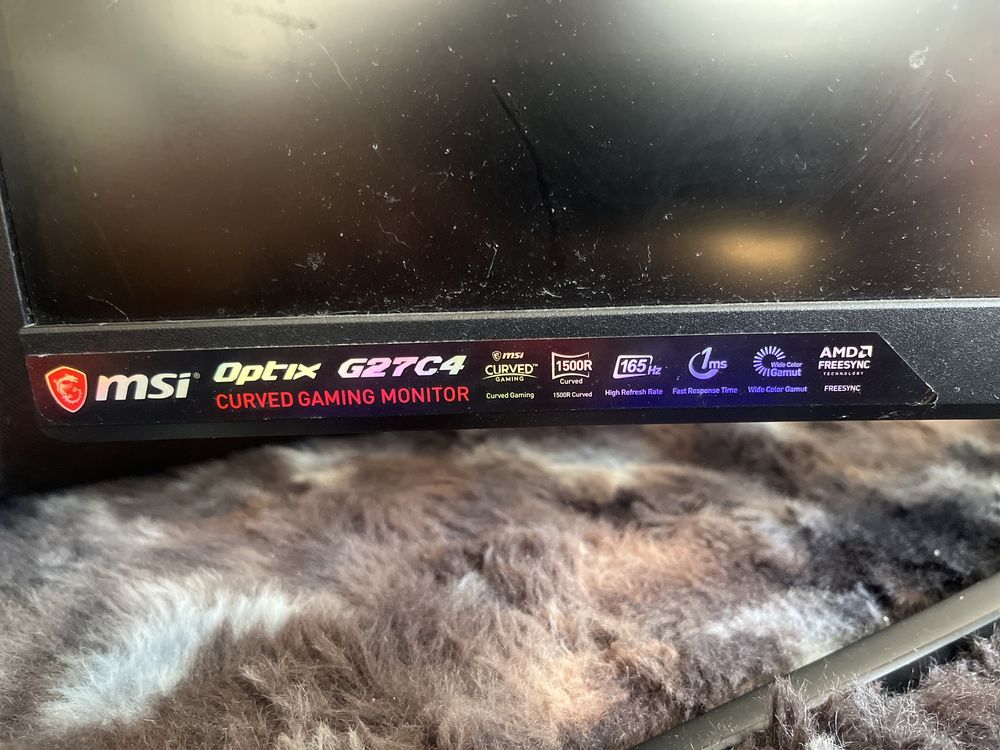 msi Optix G27C4
CURVED GAMING MONITOR
msi
CURVED™
GAMING
Curved Gaming
1500R
Curved
1500R Curved
165Hz
High Refresh Rate
1ms
Fast Response Time
Wide Color
Gamut
Wide Color Gamut
AMD
FREESYNC
TECHNOLOGY
FREESYNC